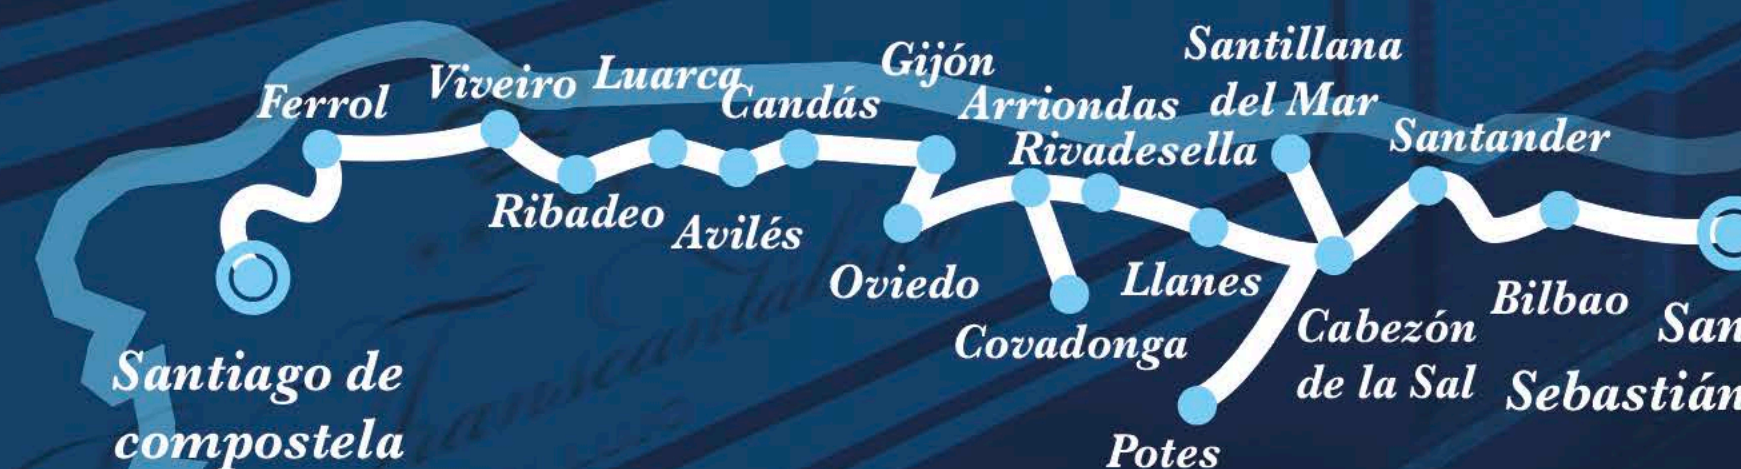 Santillana
Gijón
Viveiro
Luarca
Ferrol
Candás
Arriondas
del Mar
Rivadesella
Santander
Ribadeo
Avilés
Oviedo
Llanes
Bilbao
Covadonga
Cabezón
de la Sal
San
Sebastián
Santiago de
compostela
Potes
Transcantábrico